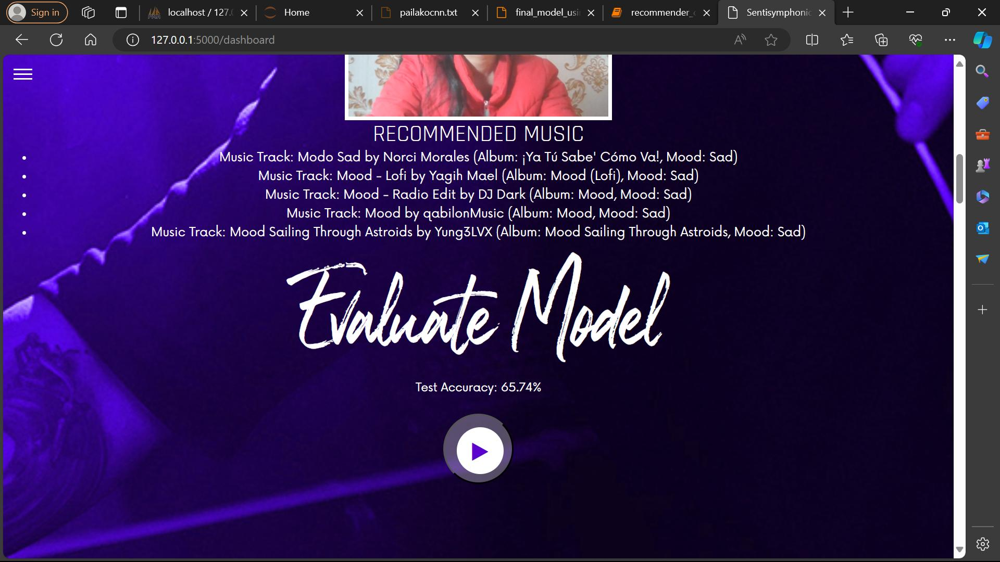 Sign in
localhost / 127.0
Home
pailakocnn.txt
final_model_usi
recommender_
Sentisymphonic
127.0.0.1:5000/dashboard
RECOMMENDED MUSIC
Music Track: Modo Sad by Norci Morales (Album: ¡Ya Tú Sabe' Cómo Va!, Mood: Sad)
Music Track: Mood - Lofi by Yagih Mael (Album: Mood (Lofi), Mood: Sad)
Music Track: Mood - Radio Edit by DJ Dark (Album: Mood, Mood: Sad)
Music Track: Mood by qabilonMusic (Album: Mood, Mood: Sad)
Music Track: Mood Sailing Through Astroids by Yung3LVX (Album: Mood Sailing Through Astroids, Mood: Sad)
Evaluate Model
Test Accuracy: 65.74%